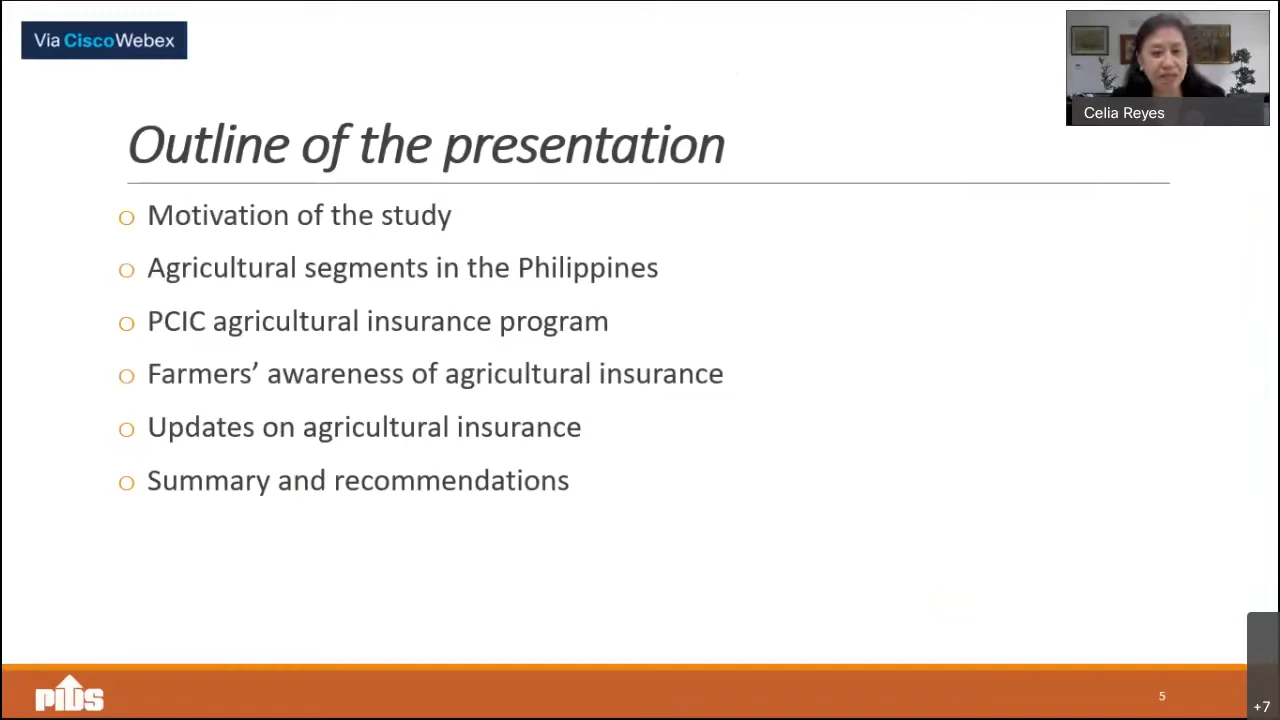 Via CiscoWebex
Celia Reyes
Outline of the presentation
o Motivation of the study
o Agricultural segments in the Philippines
o PCIC agricultural insurance program
o Farmers’ awareness of agricultural insurance
o Updates on agricultural insurance
o Summary and recommendations
pids
5
+7